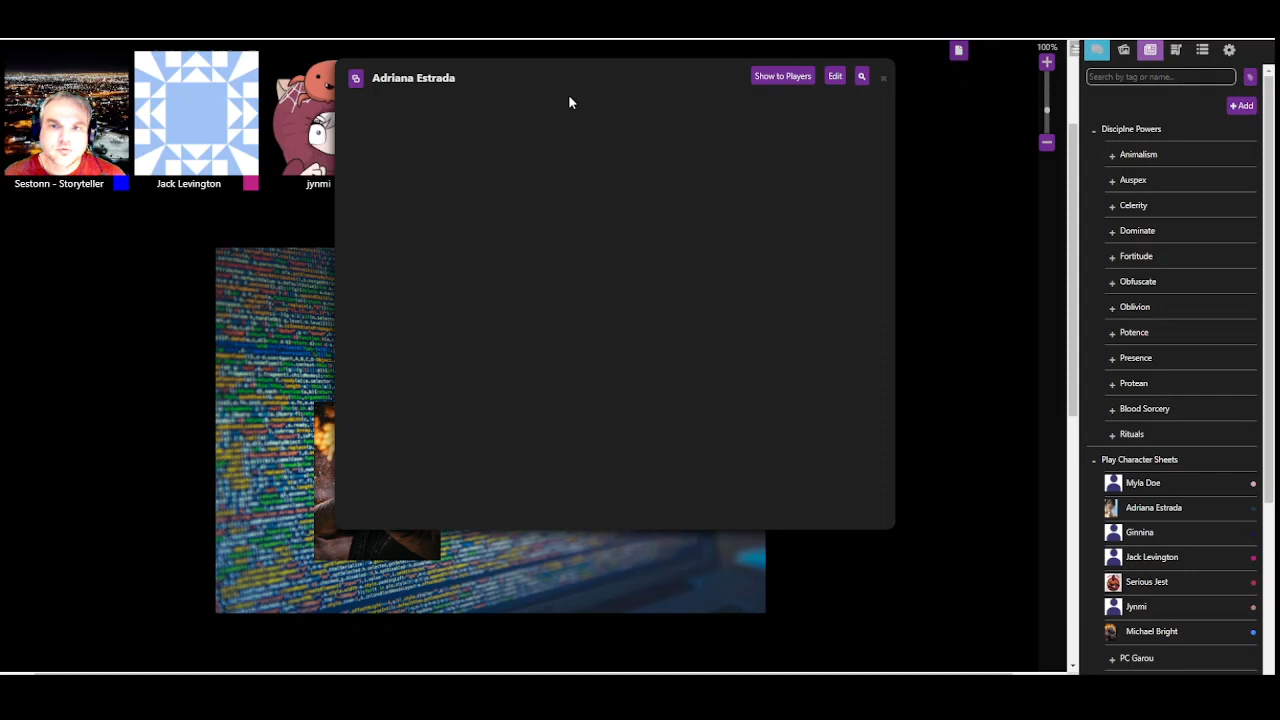 100%
Adriana Estrada
Show to Players
Edit
Search by tag or name...
Add
Sestonn - Storyteller
Jack Levington
jynmi
Disciplne Powers
Animalism
Auspex
Celerity
Dominate
Fortitude
Obfuscate
Oblivion
Potence
Presence
Protean
Blood Sorcery
Rituals
Play Character Sheets
Myla Doe
Adriana Estrada
Ginnina
Jack Levington
Serious Jest
Jynmi
Michael Bright
PC Garou